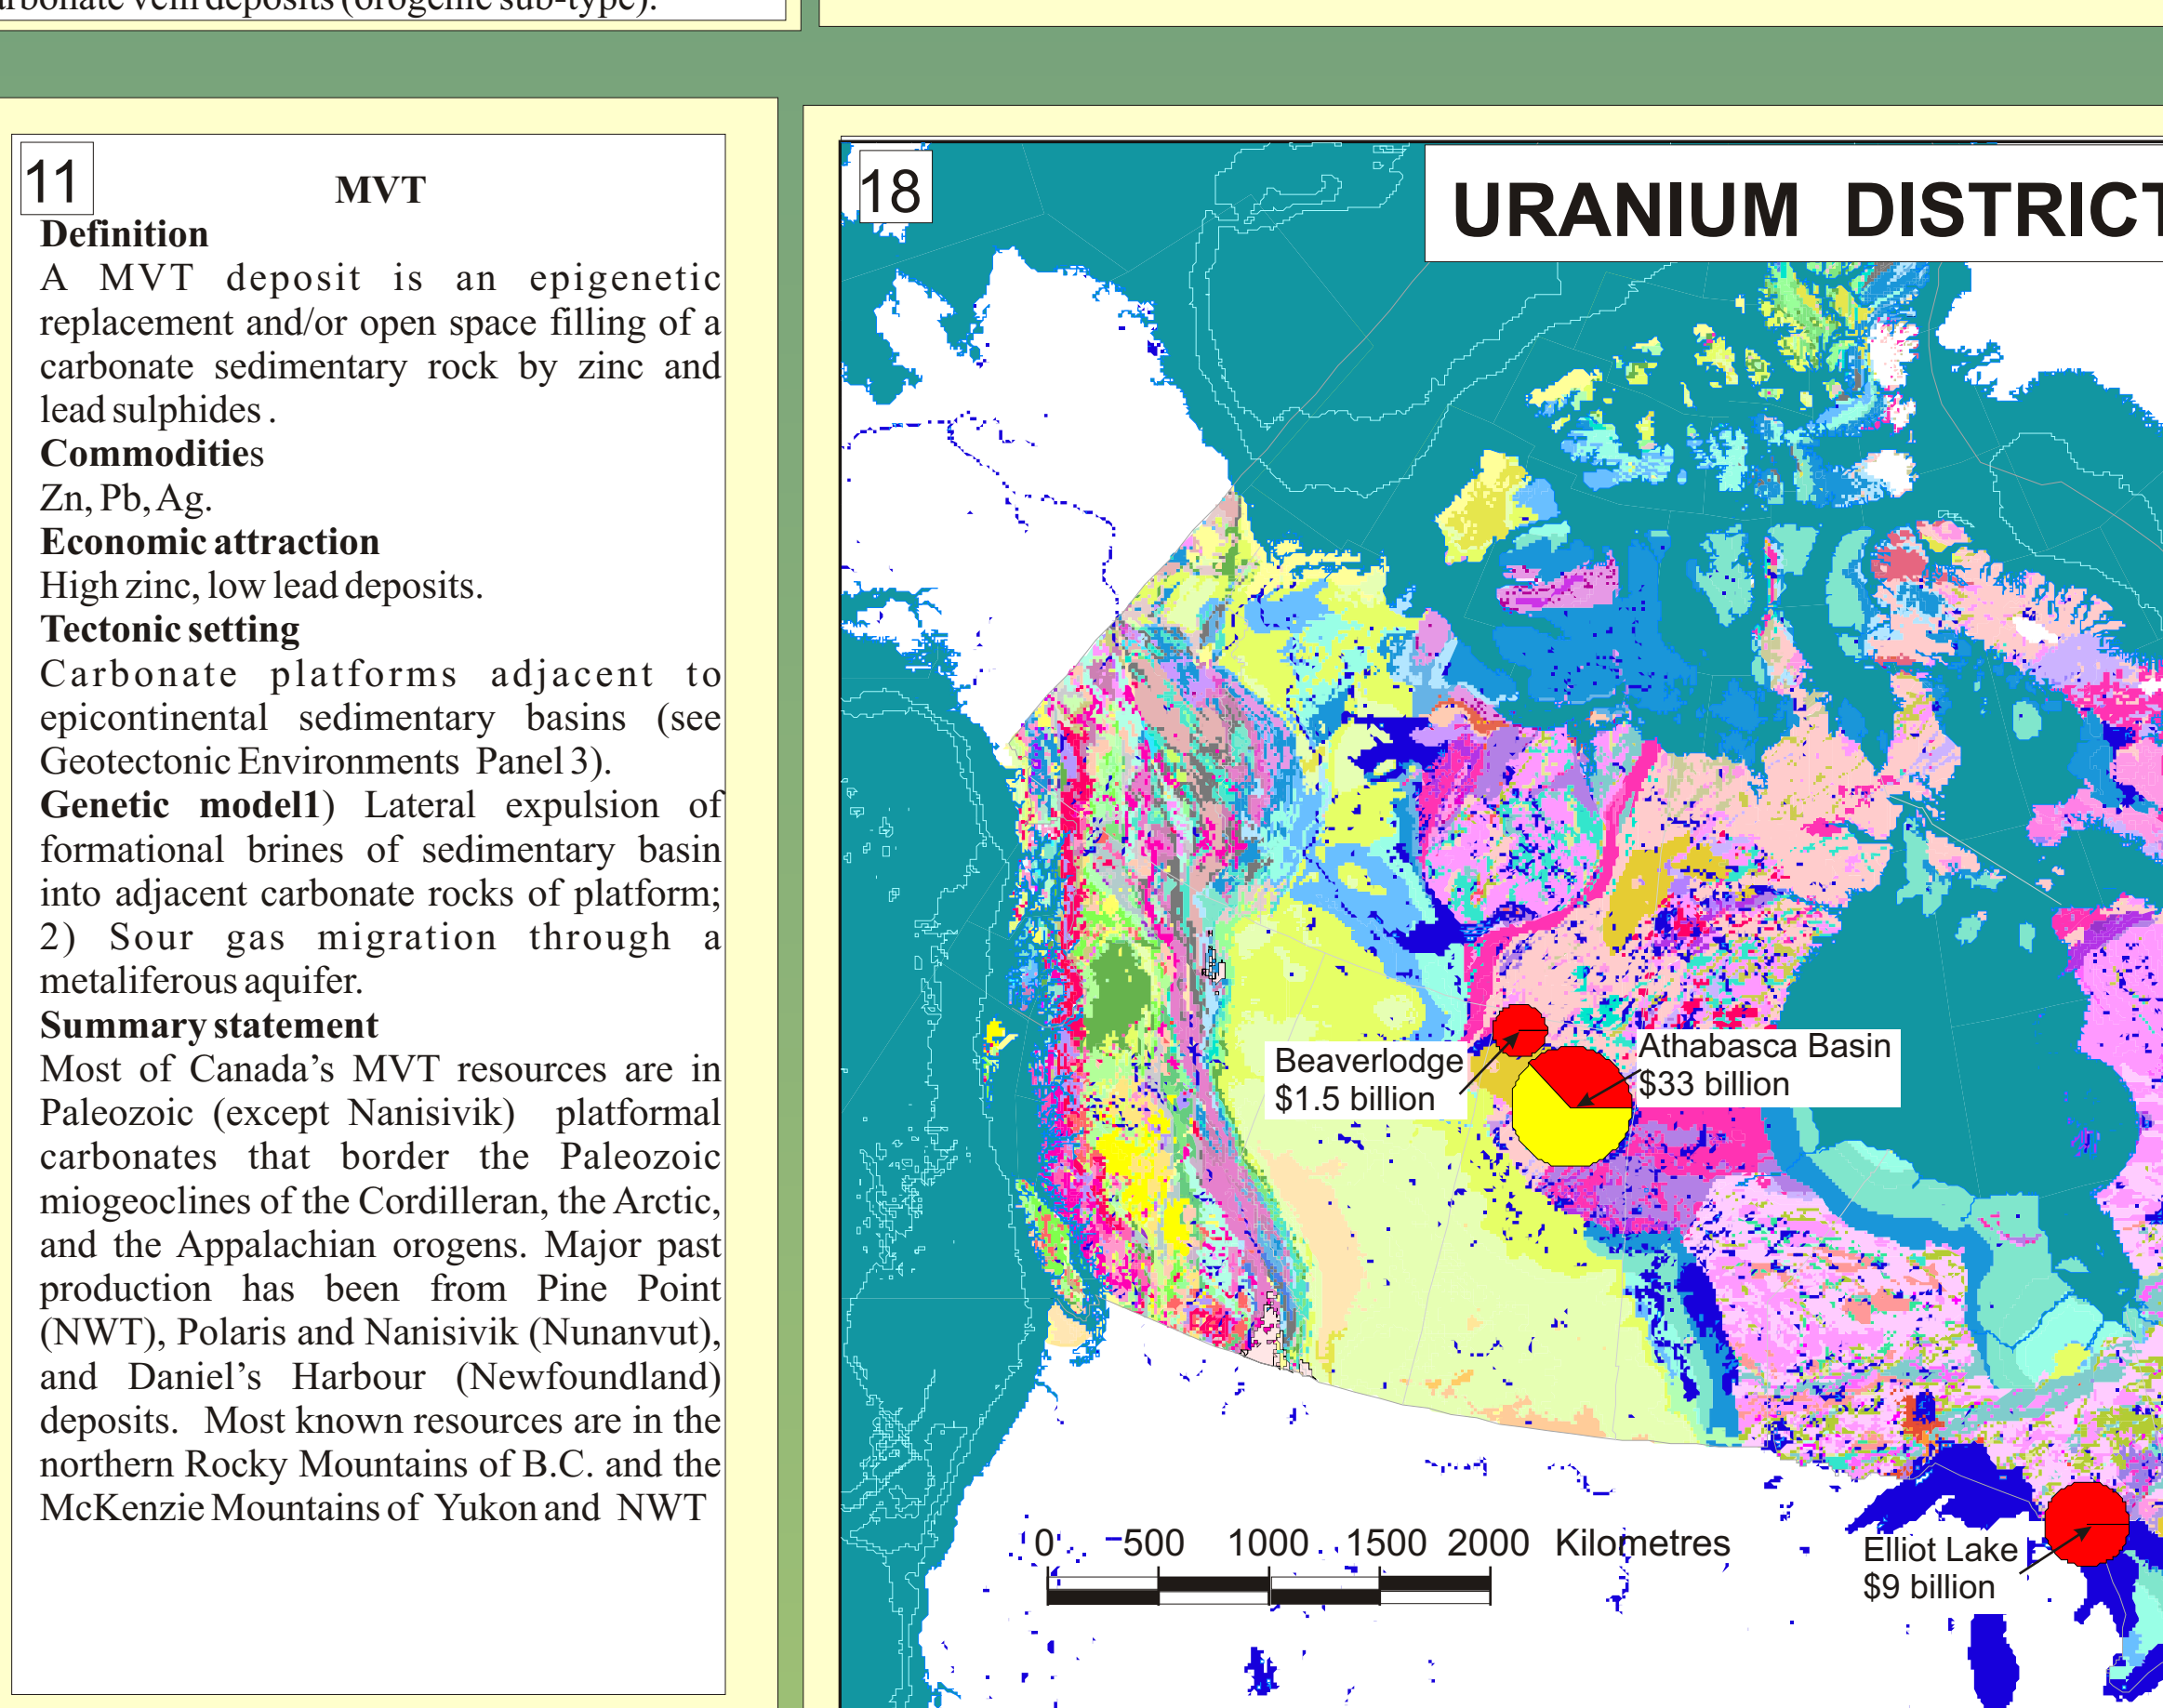 carbonate vein deposits (orogenic sub-type).
11
MVT
Definition
A MVT deposit is an epigenetic
replacement and/or open space filling of a
carbonate sedimentary rock by zinc and
lead sulphides .
Commodities
Zn, Pb, Ag.
Economic attraction
High zinc, low lead deposits.
Tectonic setting
Carbonate platforms adjacent to
epicontinental sedimentary basins (see
Geotectonic Environments Panel 3).
Genetic model1) Lateral expulsion of
formational brines of sedimentary basin
into adjacent carbonate rocks of platform;
2) Sour gas migration through a
metaliferous aquifer.
Summary statement
Most of Canada's MVT resources are in
Paleozoic (except Nanisivik) platformal
carbonates that border the Paleozoic
miogeoclines of the Cordilleran, the Arctic,
and the Appalachian orogens. Major past
production has been from Pine Point
(NWT), Polaris and Nanisivik (Nunanvut),
and Daniel's Harbour (Newfoundland)
deposits. Most known resources are in the
northern Rocky Mountains of B.C. and the
McKenzie Mountains of Yukon and NWT
18
URANIUM DISTRICT
Beaverlodge
$1.5 billion
Athabasca Basin
$33 billion
Elliot Lake
$9 billion
0 500 1000 1500 2000 Kilometres